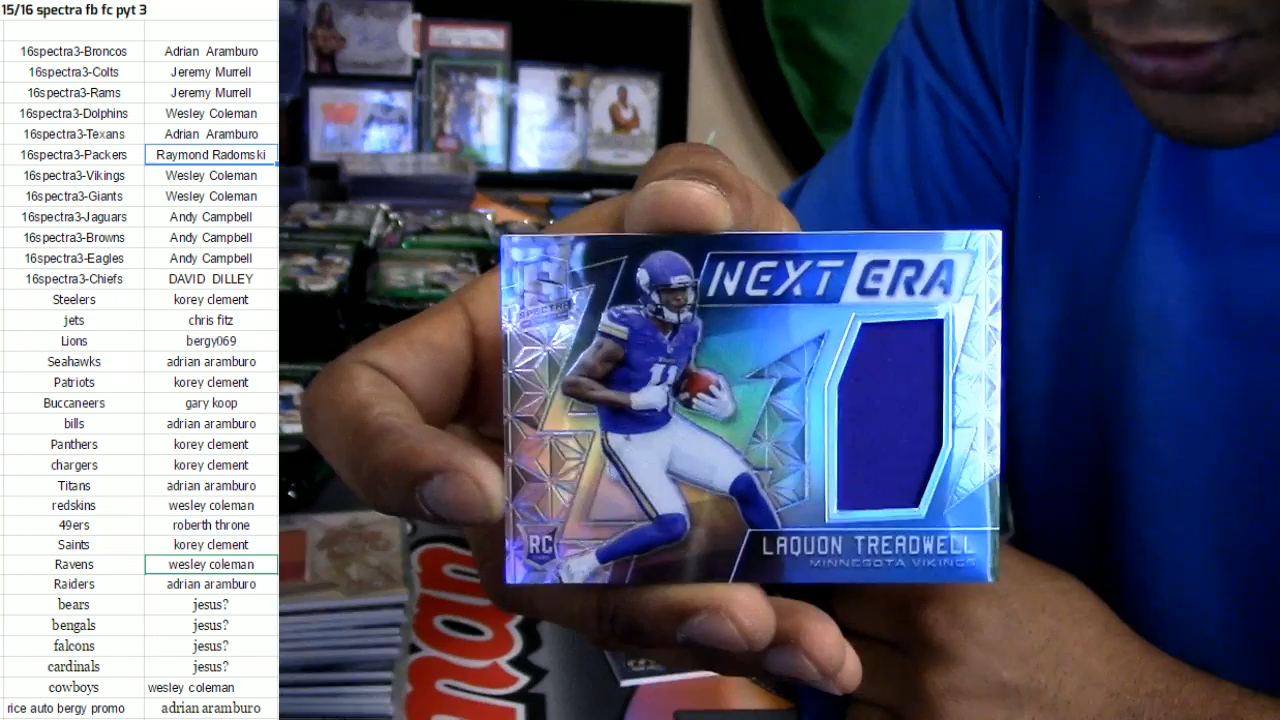 15/16 spectra fb fc pyt 3
16spectra3-Broncos Adrian Aramburo
16spectra3-Colts Jeremy Murrell
16spectra3-Rams Jeremy Murrell
16spectra3-Dolphins Wesley Coleman
16spectra3-Texans Adrian Aramburo
16spectra3-Packers Raymond Radomski
16spectra3-Vikings Wesley Coleman
16spectra3-Giants Wesley Coleman
16spectra3-Jaguars Andy Campbell
16spectra3-Browns Andy Campbell
16spectra3-Eagles Andy Campbell
16spectra3-Chiefs DAVID DILLEY
Steelers korey clement
jets chris fitz
Lions bergy069
Seahawks adrian aramburo
Patriots korey clement
Buccaneers gary koop
bills adrian aramburo
Panthers korey clement
chargers korey clement
Titans adrian aramburo
redskins wesley coleman
49ers roberth throne
Saints korey clement
Ravens wesley coleman
Raiders adrian aramburo
bears jesus?
bengals jesus?
falcons jesus?
cardinals jesus?
cowboys wesley coleman
rice auto bergy promo adrian aramburo
NEXT ERA
SPECTRA
11
RC
LAQUON TREADWELL
MINNESOTA VIKINGS
man